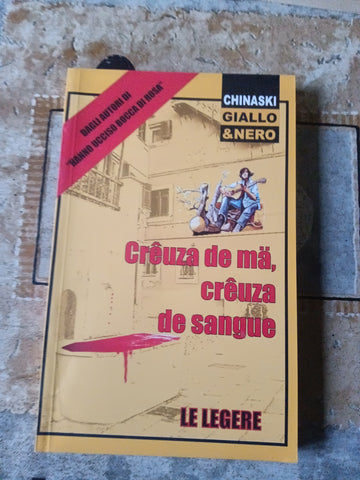 DAGLI AUTORI DI
"HANNO UCCISO BOCCA DI ROSA"
CHINASKI
GIALLO
&NERO
Crêuza de mä,
crêuza
de sangue
LE LEGERE